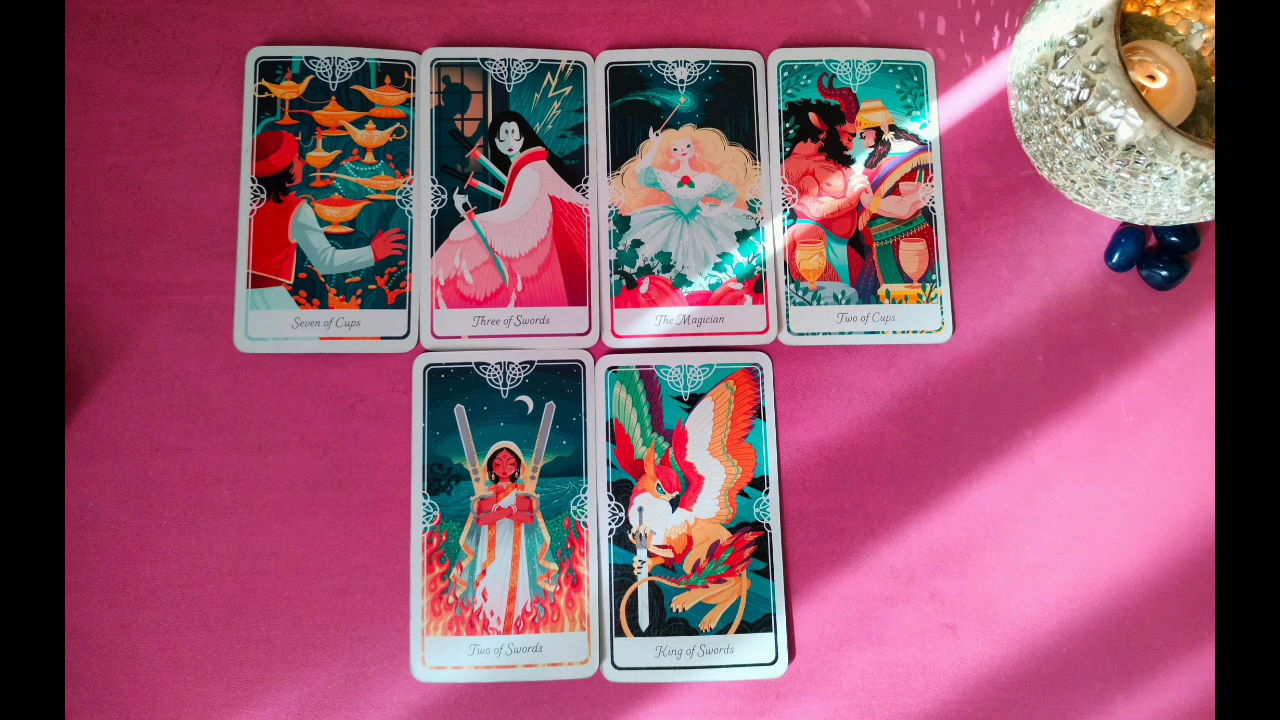 Seven of Cups
Three of Swords
The Magician
Two of Cups
Two of Swords
King of Swords